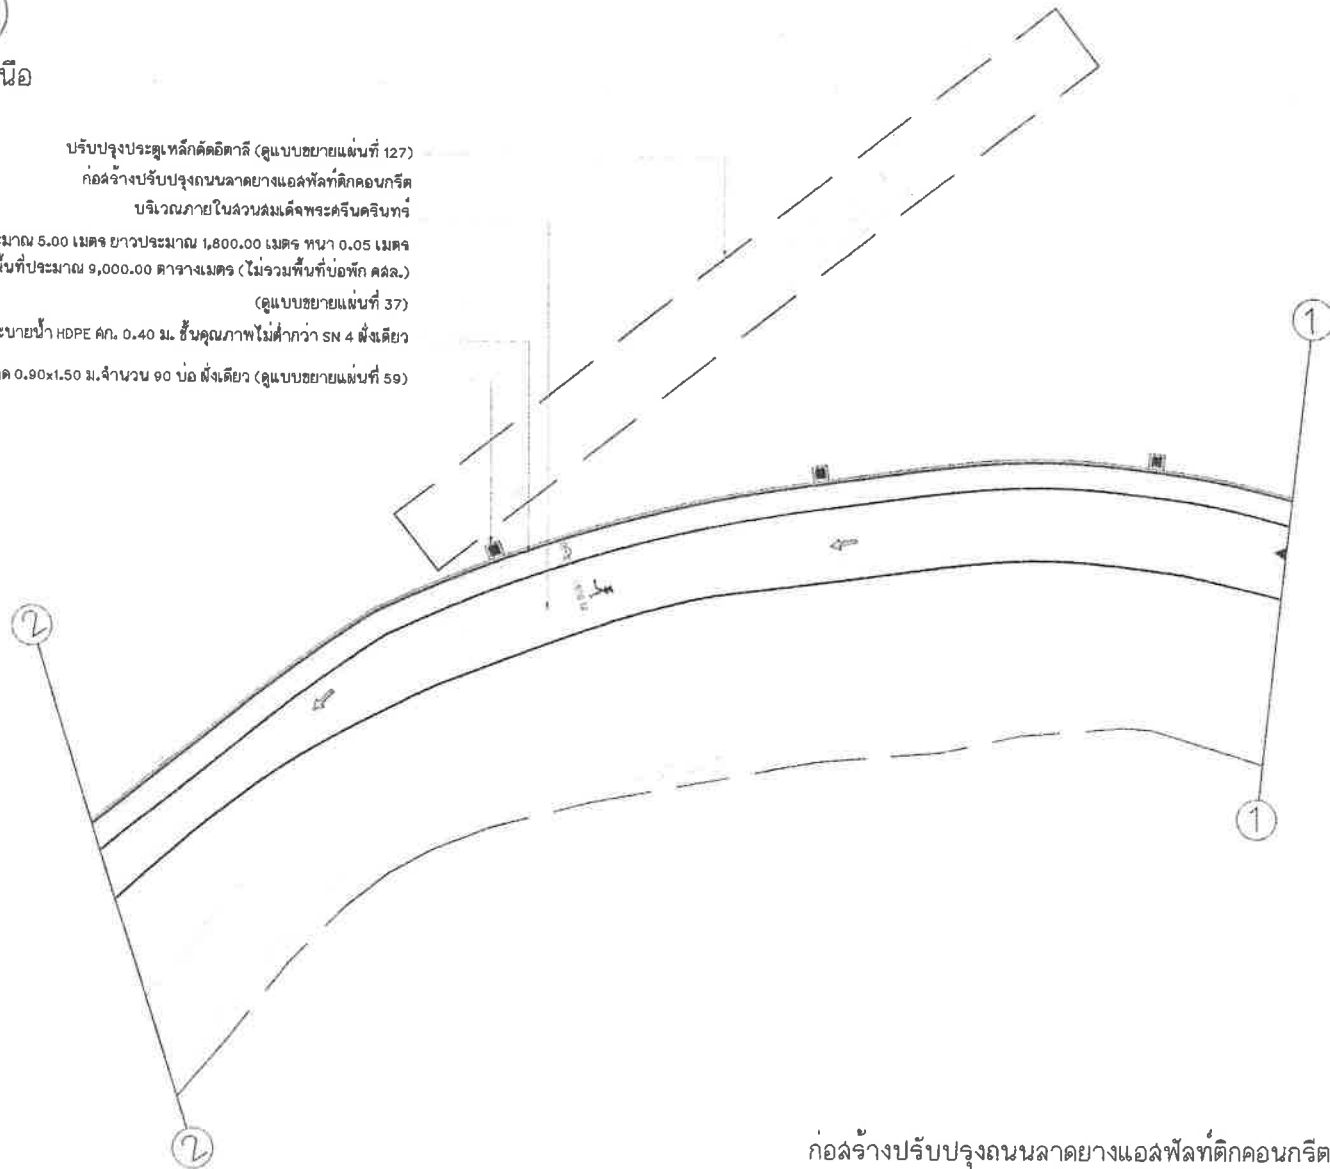 นือ
ปรับปรุงประตูเหล็กดัดอิตาลี (ดูแบบขยายแผ่นที่ 127)
ก่อสร้างปรับปรุงถนนลาดยางแอสฟัลท์ติกคอนกรีต
บริเวณภายในสวนสมเด็จพระศรีนครินทร์
ะมาณ 5.00 เมตร ยาวประมาณ 1,800.00 เมตร หนา 0.05 เมตร
ื้นที่ประมาณ 9,000.00 ตารางเมตร (ไม่รวมพื้นที่บ่อพัก คสล.)
(ดูแบบขยายแผ่นที่ 37)
ะบายน้ำ HDPE ศก. 0.40 ม. ชั้นคุณภาพไม่ต่ำกว่า SN 4 ฝั่งเดียว
ด 0.90x1.50 ม.จำนวน 90 บ่อ ฝั่งเดียว (ดูแบบขยายแผ่นที่ 59)
1
2
1
2
ก่อสร้างปรับปรุงถนนลาดยางแอสฟัลท์ติกคอนกรีต